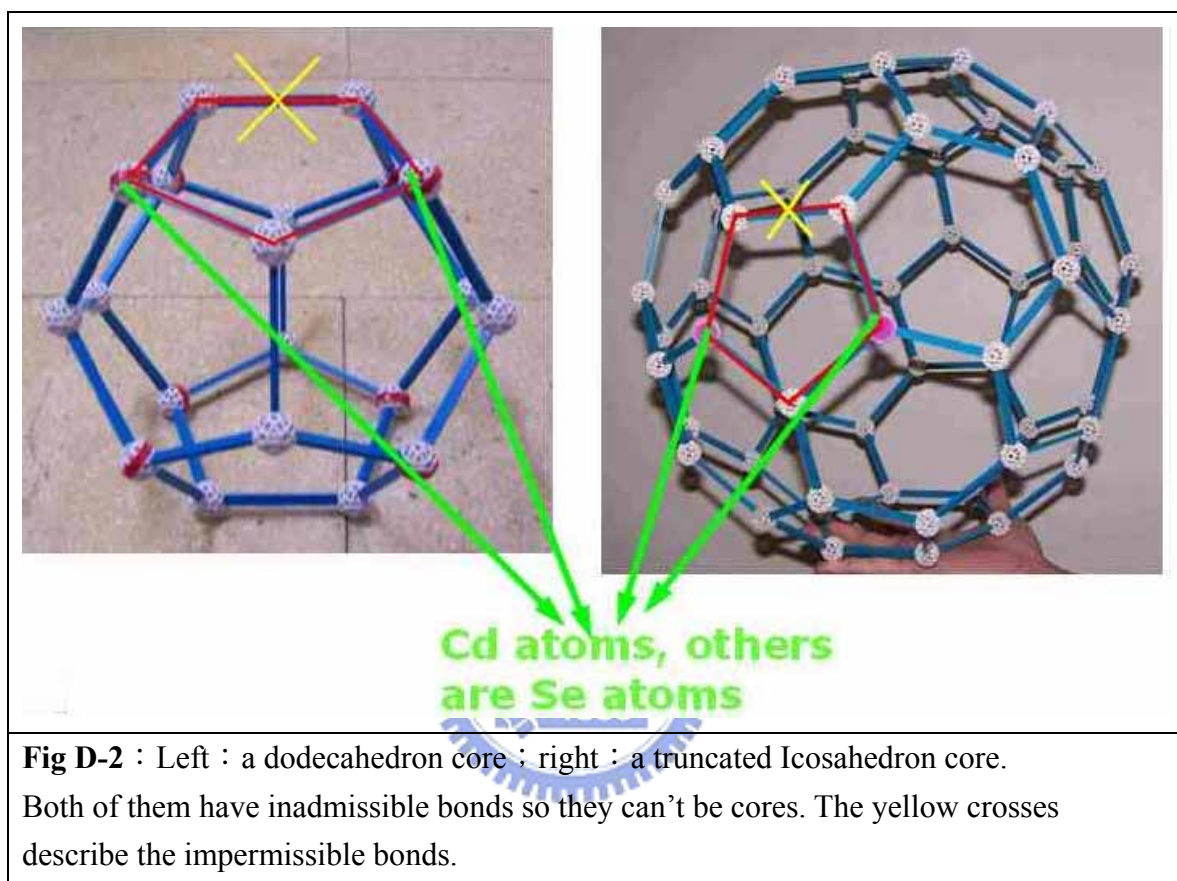 Cd atoms, others
are Se atoms
Fig D-2：Left：a dodecahedron core；right：a truncated Icosahedron core.
Both of them have inadmissible bonds so they can’t be cores. The yellow crosses
describe the impermissible bonds.